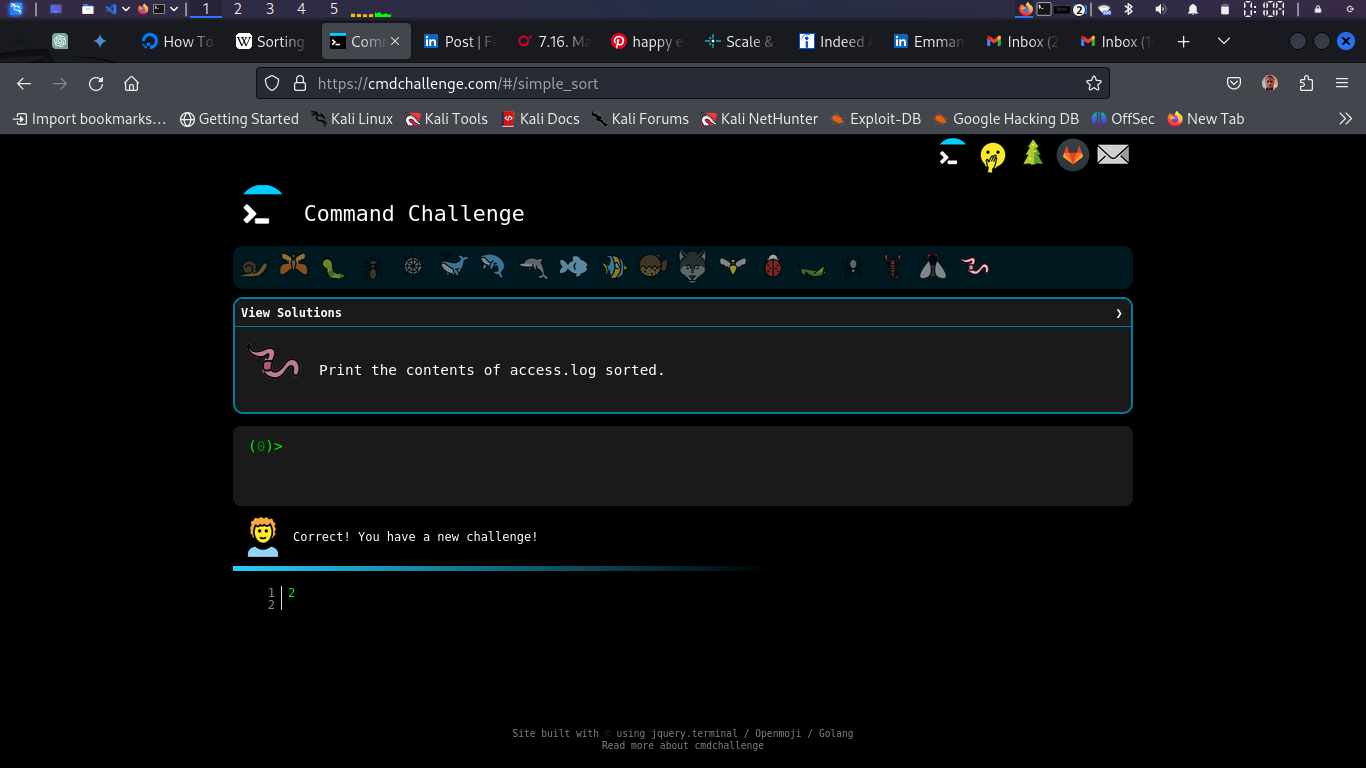 1 2 3 4 5 2 0:08
How To Sorting Com Post | F 7.16. Ma happy e Scale & Indeed Emman Inbox (2 Inbox (1
https://cmdchallenge.com/#/simple_sort
Import bookmarks… Getting Started Kali Linux Kali Tools Kali Docs Kali Forums Kali NetHunter Exploit-DB Google Hacking DB OffSec New Tab
Command Challenge
View Solutions ❯
Print the contents of access.log sorted.
(0)>
Correct! You have a new challenge!
1 2
2
Site built with ♡ using jquery.terminal / Openmoji / Golang
Read more about cmdchallenge